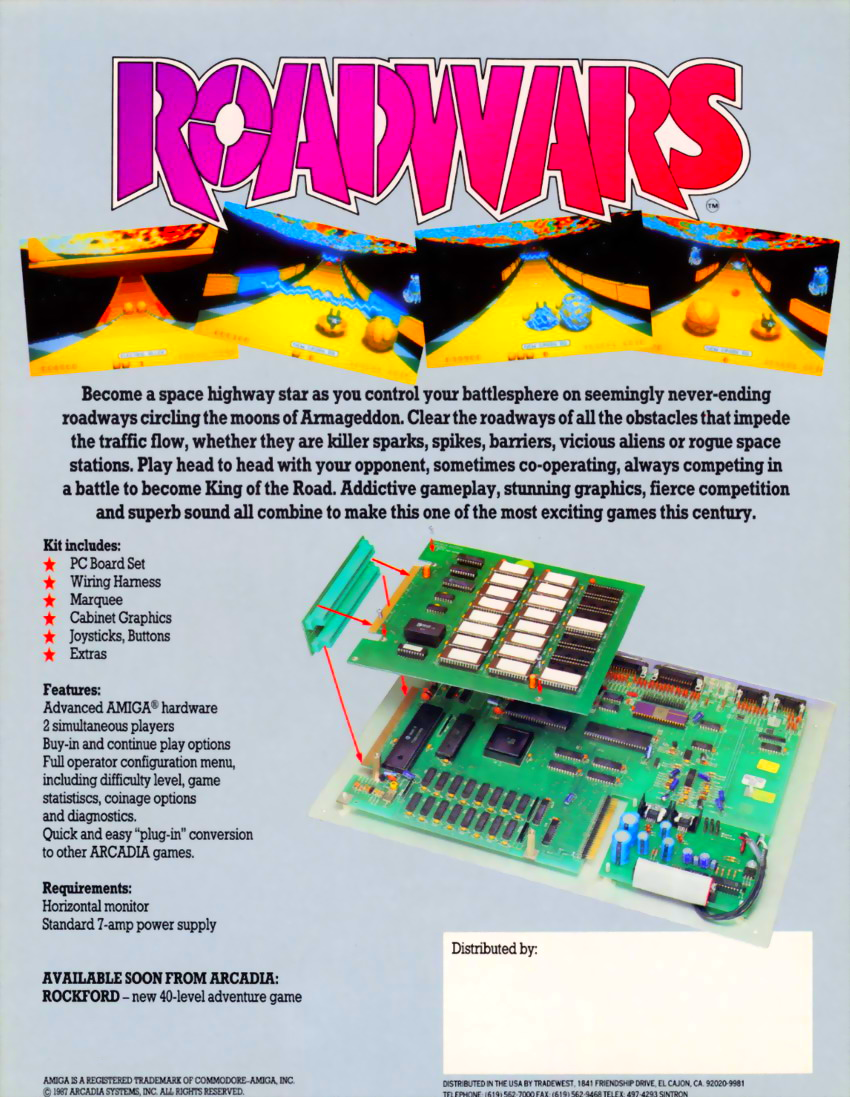 ROADWARS
TM
Become a space highway star as you control your battlesphere on seemingly never-ending
roadways circling the moons of Armageddon. Clear the roadways of all the obstacles that impede
the traffic flow, whether they are killer sparks, spikes, barriers, vicious aliens or rogue space
stations. Play head to head with your opponent, sometimes co-operating, always competing in
a battle to become King of the Road. Addictive gameplay, stunning graphics, fierce competition
and superb sound all combine to make this one of the most exciting games this century.
Kit includes:
★ PC Board Set
★ Wiring Harness
★ Marquee
★ Cabinet Graphics
★ Joysticks, Buttons
★ Extras
Features:
Advanced AMIGA® hardware
2 simultaneous players
Buy-in and continue play options
Full operator configuration menu,
including difficulty level, game
statistiscs, coinage options
and diagnostics.
Quick and easy "plug-in" conversion
to other ARCADIA games.
Requirements:
Horizontal monitor
Standard 7-amp power supply
AVAILABLE SOON FROM ARCADIA:
ROCKFORD – new 40-level adventure game
Distributed by:
AMIGA IS A REGISTERED TRADEMARK OF COMMODORE-AMIGA, INC.
© 1987 ARCADIA SYSTEMS, INC. ALL RIGHTS RESERVED.
DISTRIBUTED IN THE USA BY TRADEWEST, 1841 FRIENDSHIP DRIVE, EL CAJON, CA. 92020-9981
TELEPHONE: (619) 562-7000 FAX: (619) 562-9468 TELEX: 497-4293 SINTRON